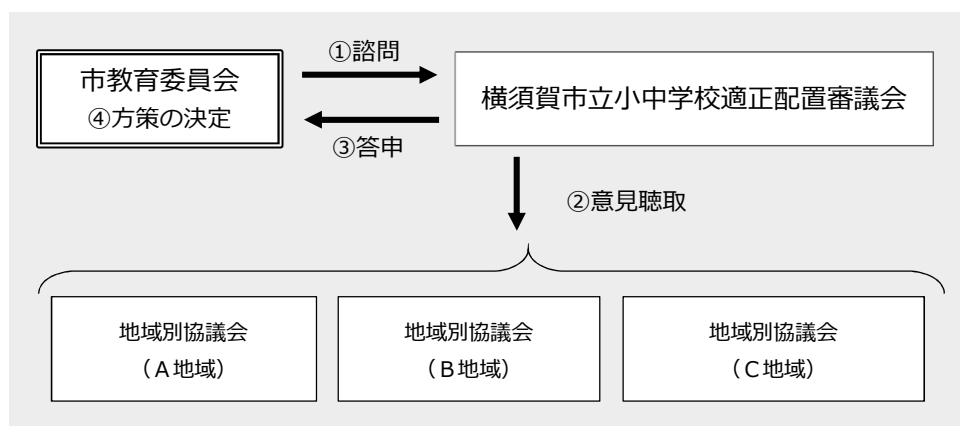 ①諮問
市教育委員会
④方策の決定
横須賀市立小中学校適正配置審議会
③答申
②意見聴取
地域別協議会
（Ａ地域）
地域別協議会
（Ｂ地域）
地域別協議会
（Ｃ地域）